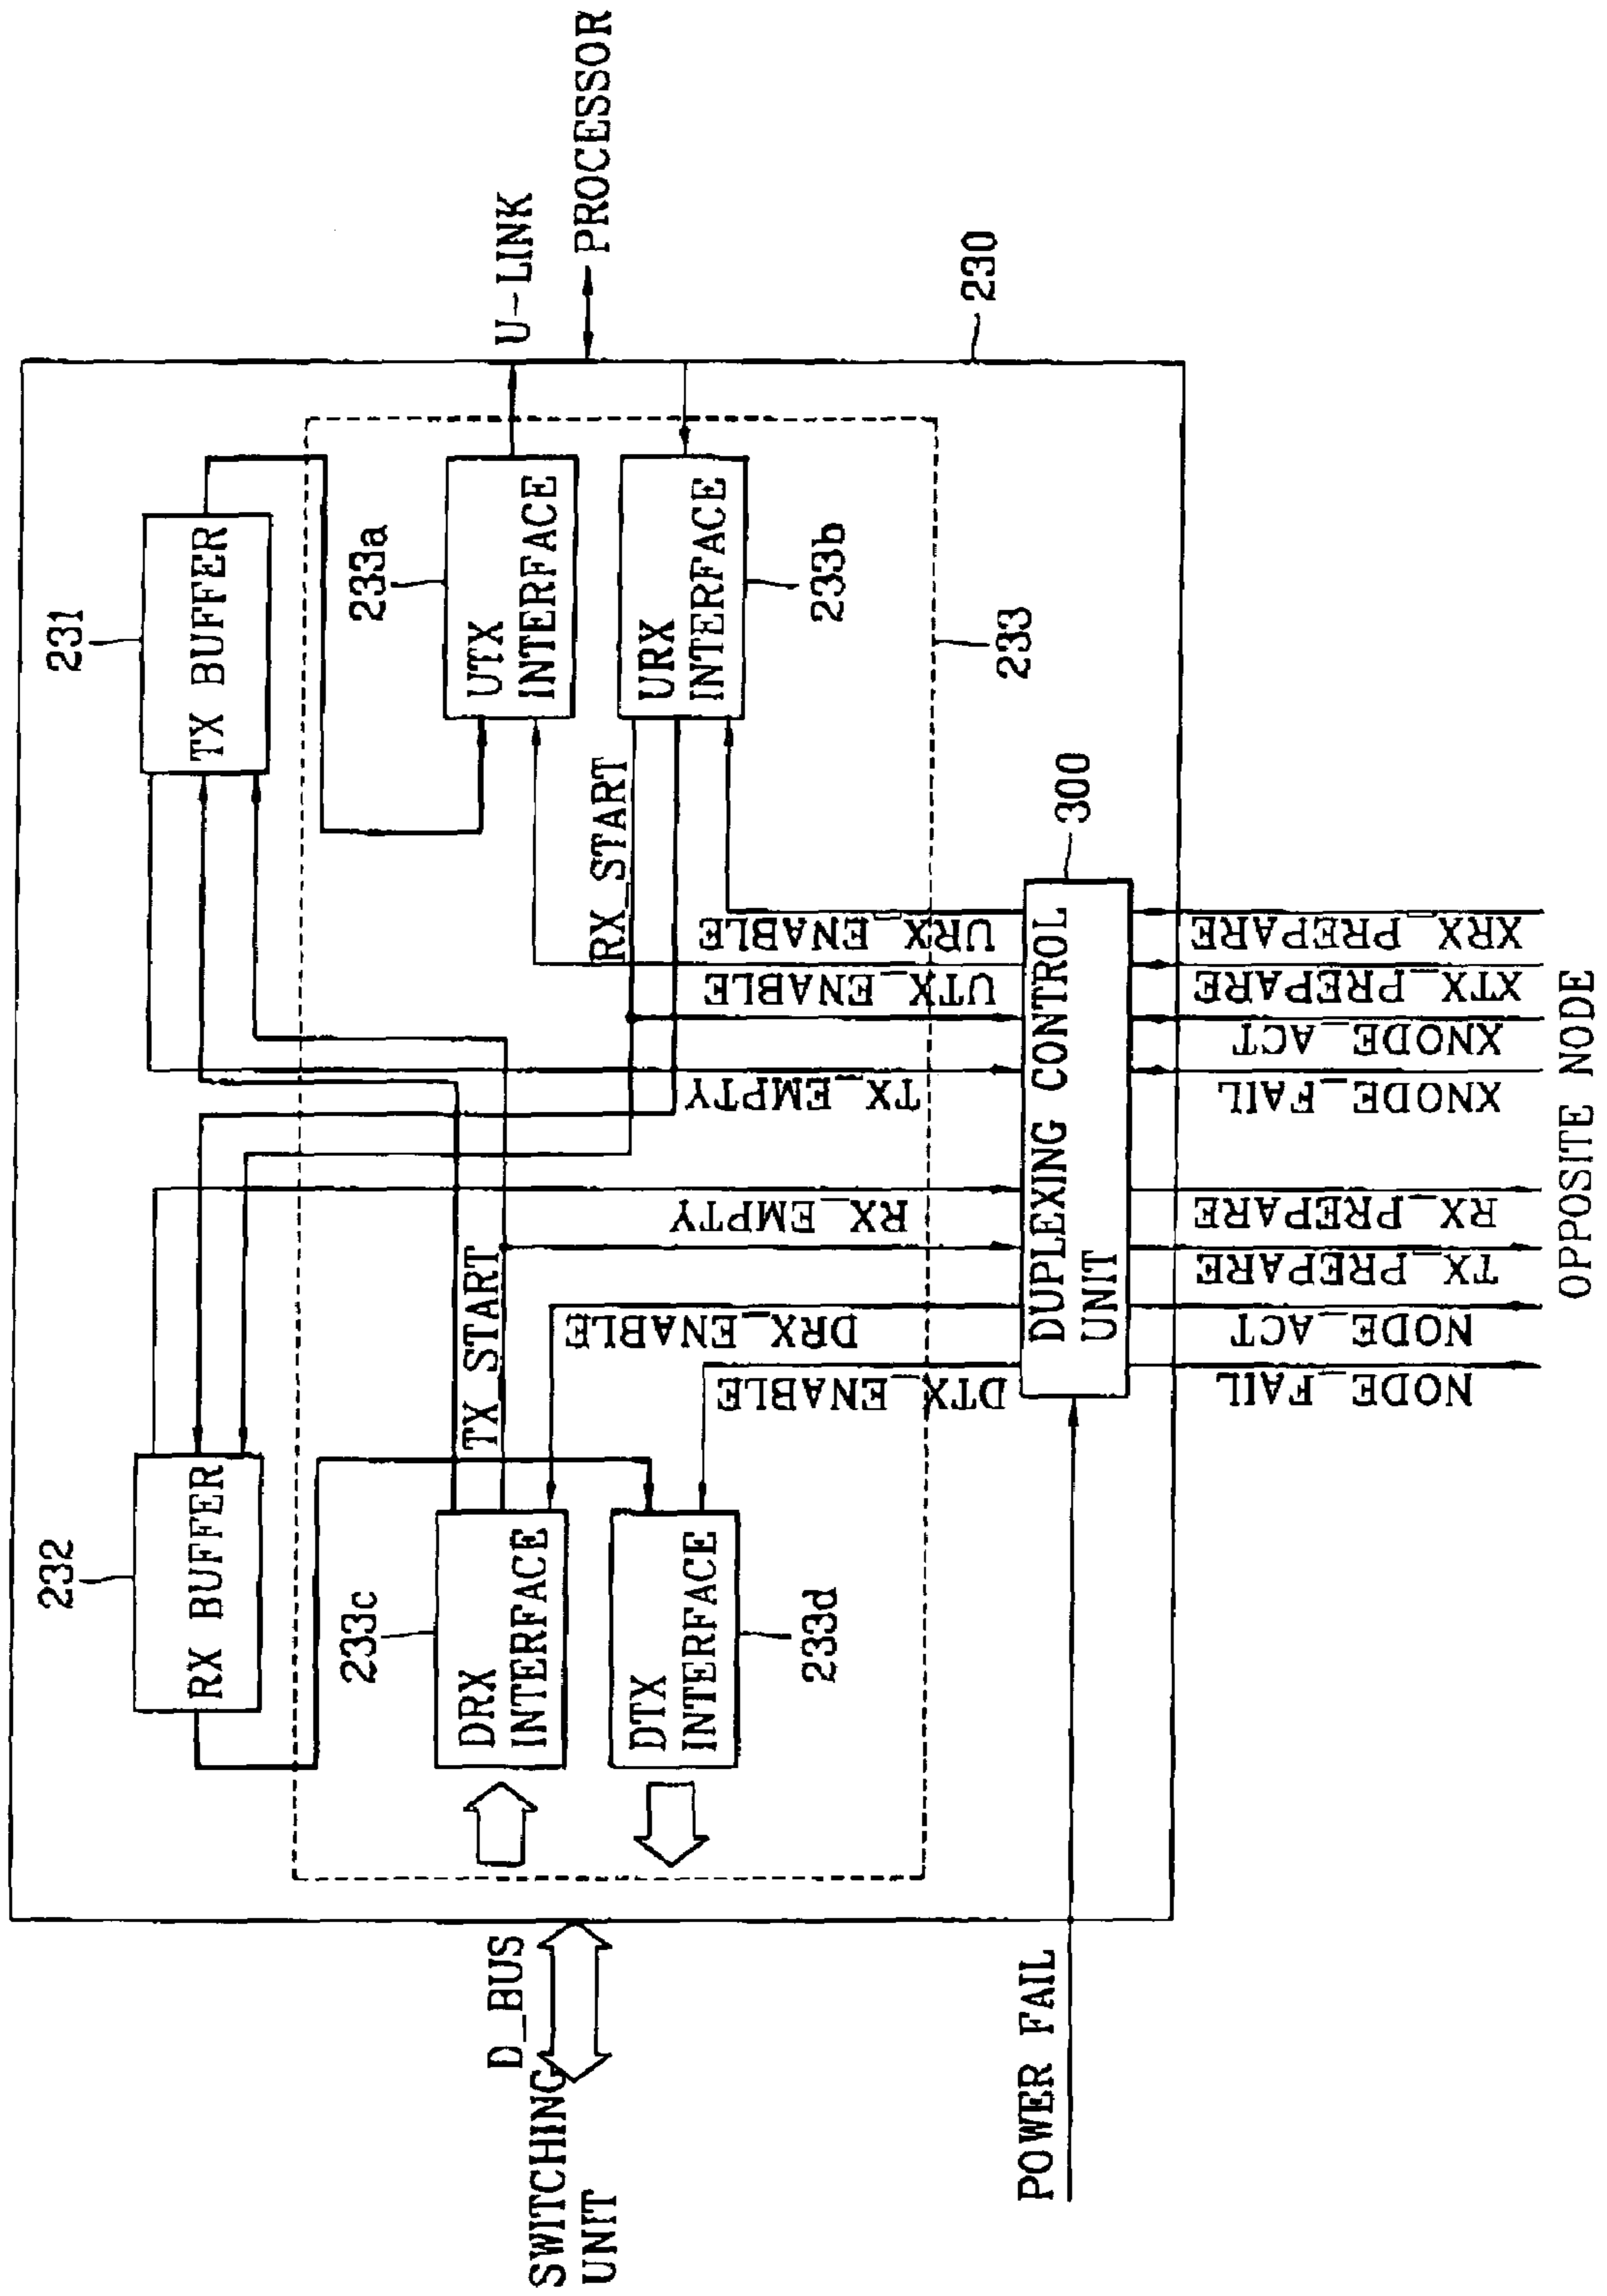 232
RX BUFFER
231
TX BUFFER
233c
DRX
INTERFACE
TX_START
233a
UTX
INTERFACE
U-LINK
D_BUS
SWITCHING
UNIT
DTX
INTERFACE
233d
RX_START
URX
INTERFACE
233b
PROCESSOR
DTX_ENABLE
DRX_ENABLE
RX_EMPTY
TX_EMPTY
UTX_ENABLE
URX_ENABLE
233
230
POWER FAIL
DUPLEXING CONTROL
UNIT
300
NODE_FAIL
NODE_ACT
TX_PREPARE
RX_PREPARE
XNODE_FAIL
XNODE_ACT
XTX_PREPARE
XRX_PREPARE
OPPOSITE NODE